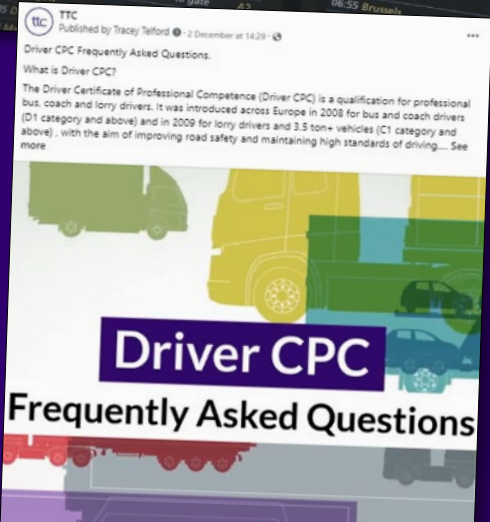 gate
A2
06:55 Brussels
ttc
TTC
Published by Tracey Telford · 2 December at 14:29 ·
Driver CPC Frequently Asked Questions.
What is Driver CPC?
The Driver Certificate of Professional Competence (Driver CPC) is a qualification for professional
bus, coach and lorry drivers. It was introduced across Europe in 2008 for bus and coach drivers
(D1 category and above) and in 2009 for lorry drivers and 3.5 ton+ vehicles (C1 category and
above) , with the aim of improving road safety and maintaining high standards of driving.... See
more
Driver CPC
Frequently Asked Questions